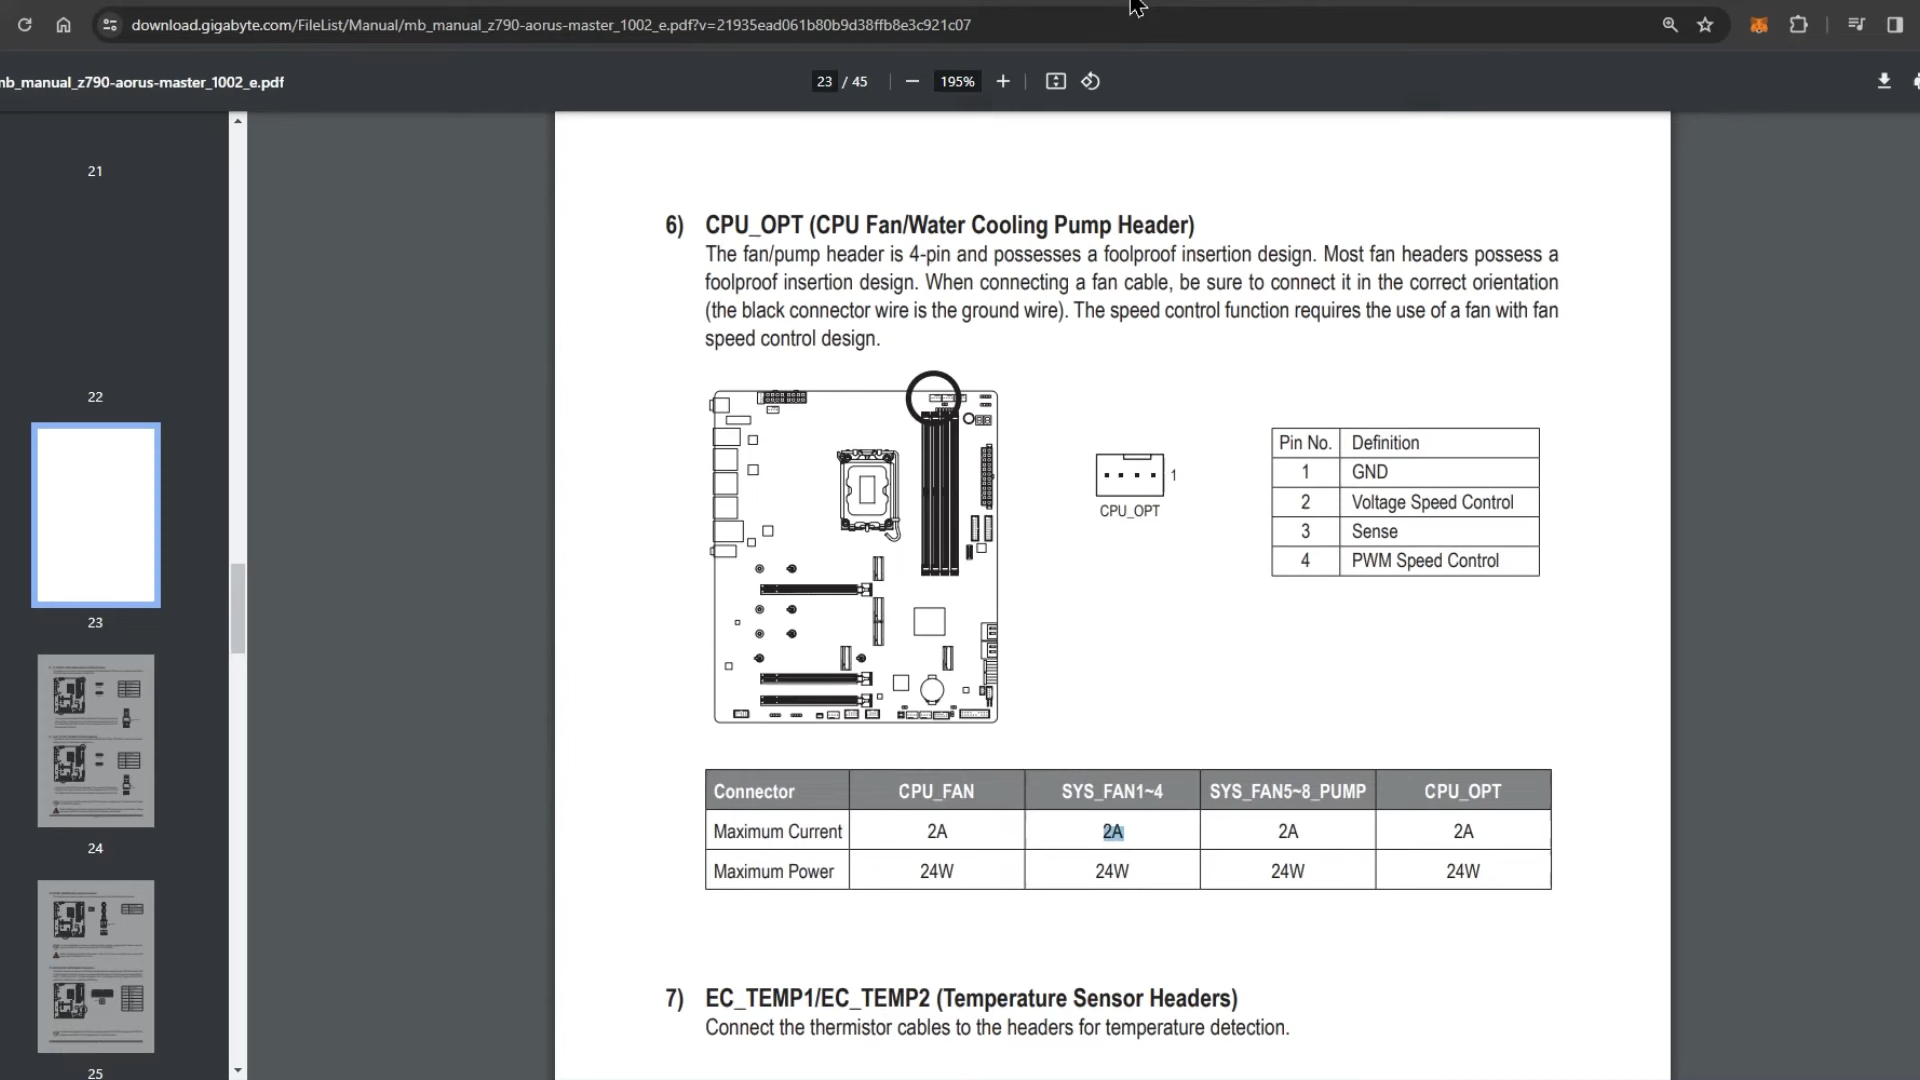 download.gigabyte.com/FileList/Manual/mb_manual_z790-aorus-master_1002_e.pdf?v=21935ead061b80b9d38ffb8e3c921c07
mb_manual_z790-aorus-master_1002_e.pdf
23 / 45
195%
21
22
23
24
25
6) CPU_OPT (CPU Fan/Water Cooling Pump Header)
The fan/pump header is 4-pin and possesses a foolproof insertion design. Most fan headers possess a
foolproof insertion design. When connecting a fan cable, be sure to connect it in the correct orientation
(the black connector wire is the ground wire). The speed control function requires the use of a fan with fan
speed control design.
1
CPU_OPT
Pin No. Definition
1 GND
2 Voltage Speed Control
3 Sense
4 PWM Speed Control
Connector CPU_FAN SYS_FAN1~4 SYS_FAN5~8_PUMP CPU_OPT
Maximum Current 2A 2A 2A 2A
Maximum Power 24W 24W 24W 24W
7) EC_TEMP1/EC_TEMP2 (Temperature Sensor Headers)
Connect the thermistor cables to the headers for temperature detection.